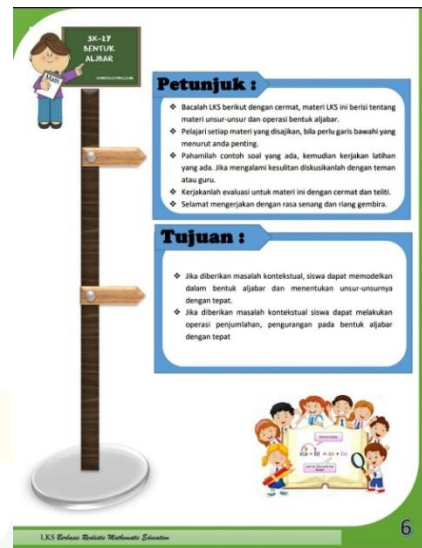 3X-1Y
BENTUK
ALJBAR
Math
Petunjuk :
❖ Bacalah LKS berikut dengan cermat, materi LKS ini berisi tentang
materi unsur-unsur dan operasi bentuk aljabar.
❖ Pelajari setiap materi yang disajikan, bila perlu garis bawahi yang
menurut anda penting.
❖ Pahamilah contoh soal yang ada, kemudian kerjakan latihan
yang ada. Jika mengalami kesulitan diskusikanlah dengan teman
atau guru.
❖ Kerjakanlah evaluasi untuk materi ini dengan cermat dan teliti.
❖ Selamat mengerjakan dengan rasa senang dan riang gembira.
Tujuan :
❖ Jika diberikan masalah kontekstual, siswa dapat memodelkan
dalam bentuk aljabar dan menentukan unsur-unsurnya
dengan tepat.
❖ Jika diberikan masalah kontekstual siswa dapat melakukan
operasi penjumlahan, pengurangan pada bentuk aljabar
dengan tepat
LKS Berbasis Realistic Mathematic Education
6